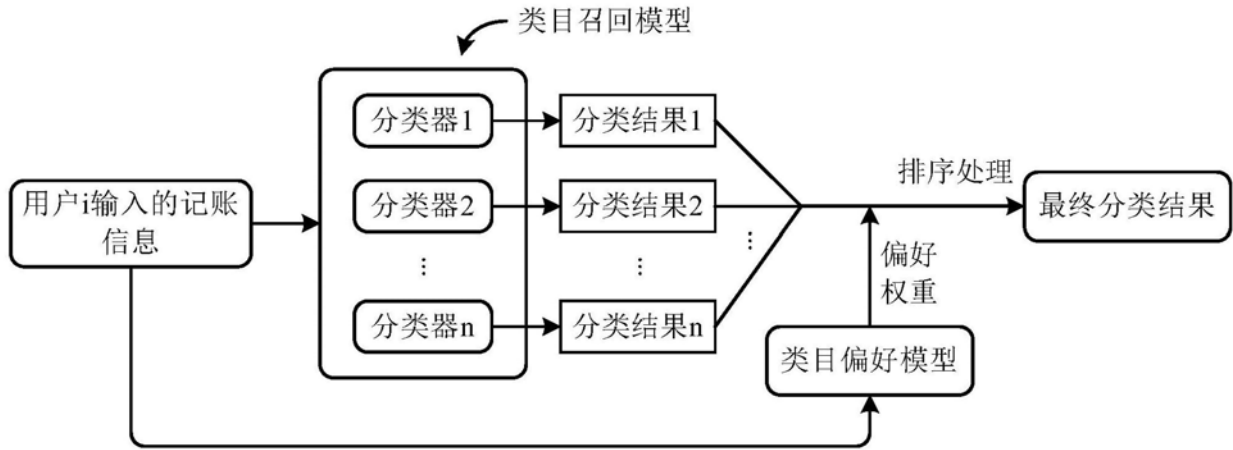 类目召回模型
分类器1
分类结果1
用户i输入的记账
信息
分类器2
分类结果2
排序处理
最终分类结果
⋮
⋮
⋮
偏好
权重
分类器n
分类结果n
类目偏好模型